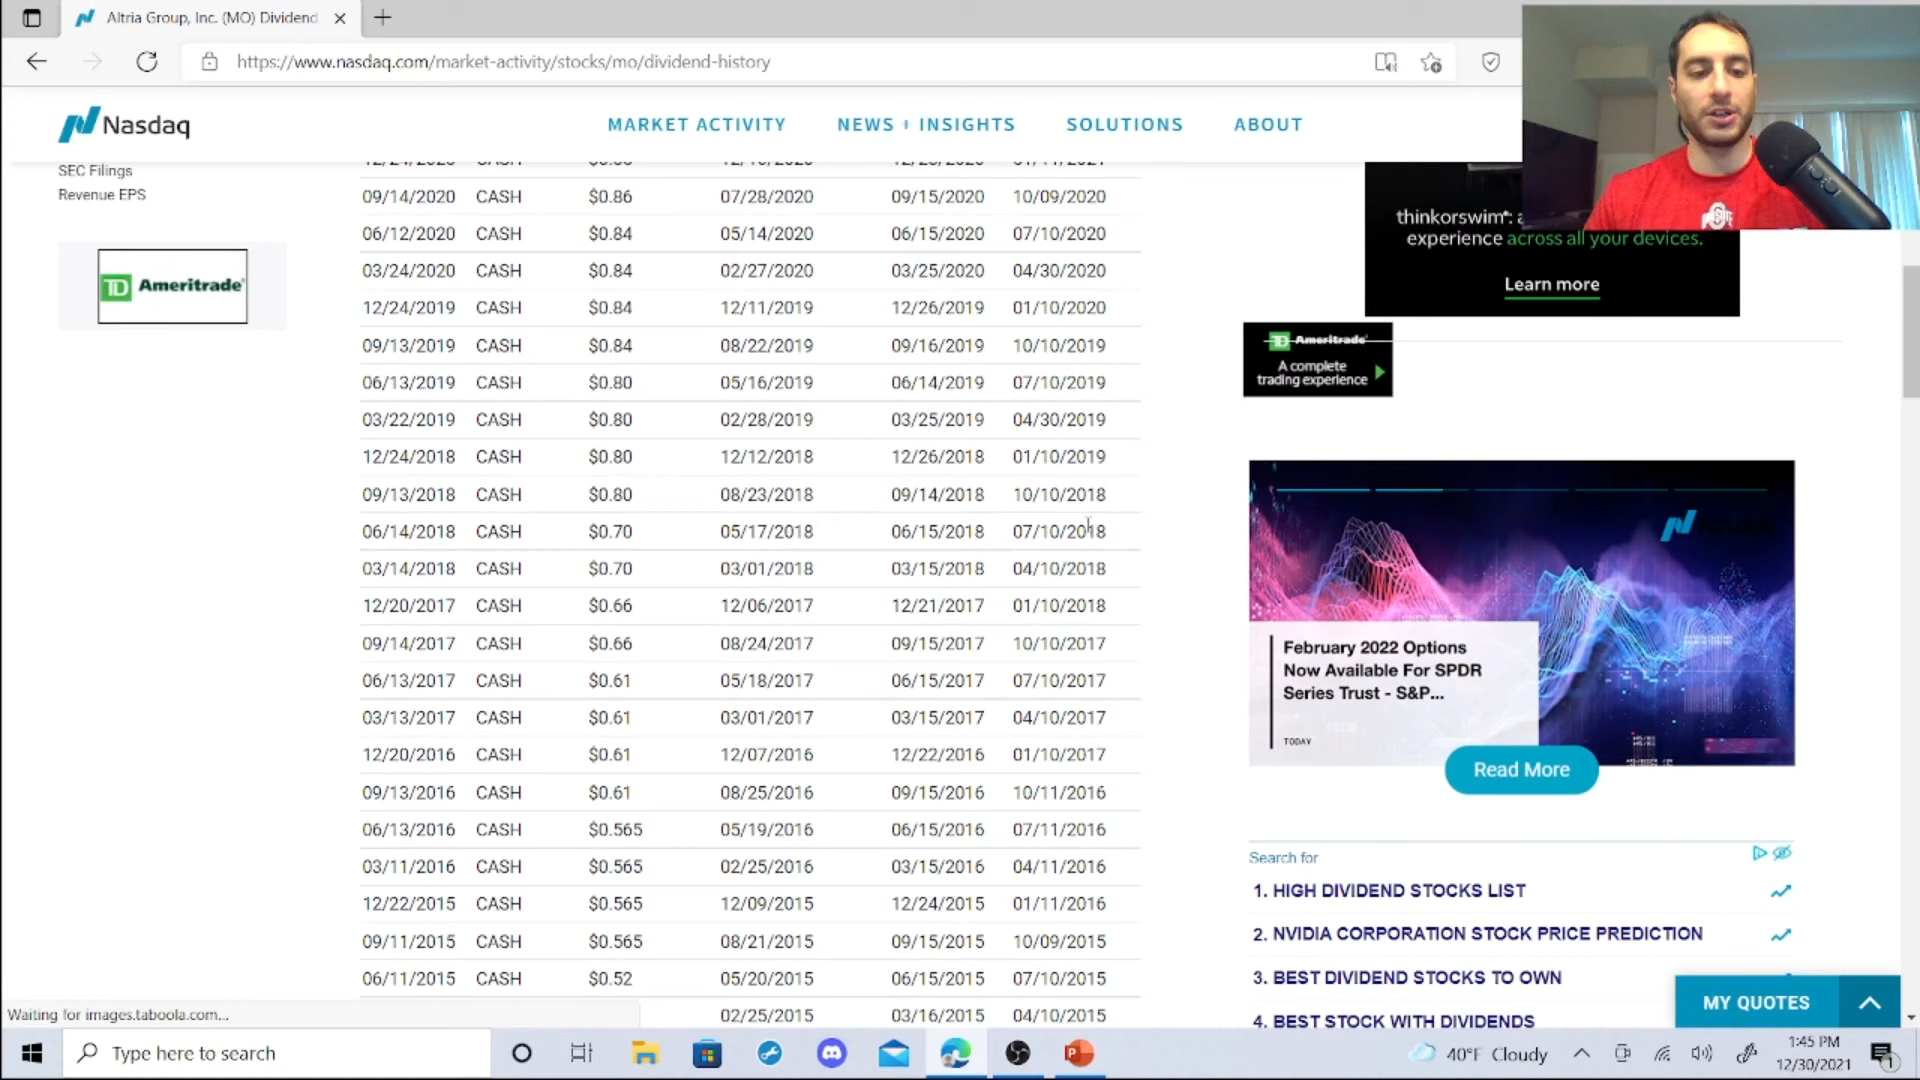 Altria Group, Inc. (MO) Dividend
https://www.nasdaq.com/market-activity/stocks/mo/dividend-history
Nasdaq
MARKET ACTIVITY NEWS + INSIGHTS SOLUTIONS ABOUT
SEC Filings
Revenue EPS
TD Ameritrade
09/14/2020 CASH $0.86 07/28/2020 09/15/2020 10/09/2020
06/12/2020 CASH $0.84 05/14/2020 06/15/2020 07/10/2020
03/24/2020 CASH $0.84 02/27/2020 03/25/2020 04/30/2020
12/24/2019 CASH $0.84 12/11/2019 12/26/2019 01/10/2020
09/13/2019 CASH $0.84 08/22/2019 09/16/2019 10/10/2019
06/13/2019 CASH $0.80 05/16/2019 06/14/2019 07/10/2019
03/22/2019 CASH $0.80 02/28/2019 03/25/2019 04/30/2019
12/24/2018 CASH $0.80 12/12/2018 12/26/2018 01/10/2019
09/13/2018 CASH $0.80 08/23/2018 09/14/2018 10/10/2018
06/14/2018 CASH $0.70 05/17/2018 06/15/2018 07/10/2018
03/14/2018 CASH $0.70 03/01/2018 03/15/2018 04/10/2018
12/20/2017 CASH $0.66 12/06/2017 12/21/2017 01/10/2018
09/14/2017 CASH $0.66 08/24/2017 09/15/2017 10/10/2017
06/13/2017 CASH $0.61 05/18/2017 06/15/2017 07/10/2017
03/13/2017 CASH $0.61 03/01/2017 03/15/2017 04/10/2017
12/20/2016 CASH $0.61 12/07/2016 12/22/2016 01/10/2017
09/13/2016 CASH $0.61 08/25/2016 09/15/2016 10/11/2016
06/13/2016 CASH $0.565 05/19/2016 06/15/2016 07/11/2016
03/11/2016 CASH $0.565 02/25/2016 03/15/2016 04/11/2016
12/22/2015 CASH $0.565 12/09/2015 12/24/2015 01/11/2016
09/11/2015 CASH $0.565 08/21/2015 09/15/2015 10/09/2015
06/11/2015 CASH $0.52 05/20/2015 06/15/2015 07/10/2015
02/25/2015 03/16/2015 04/10/2015
thinkorswim®: a
experience across all your devices.
Learn more
TD Ameritrade
A complete
trading experience
February 2022 Options
Now Available For SPDR
Series Trust - S&P...
TODAY
Read More
Search for
1. HIGH DIVIDEND STOCKS LIST
2. NVIDIA CORPORATION STOCK PRICE PREDICTION
3. BEST DIVIDEND STOCKS TO OWN
4. BEST STOCK WITH DIVIDENDS
MY QUOTES
Waiting for images.taboola.com...
Type here to search
40°F Cloudy
1:45 PM
12/30/2021
1